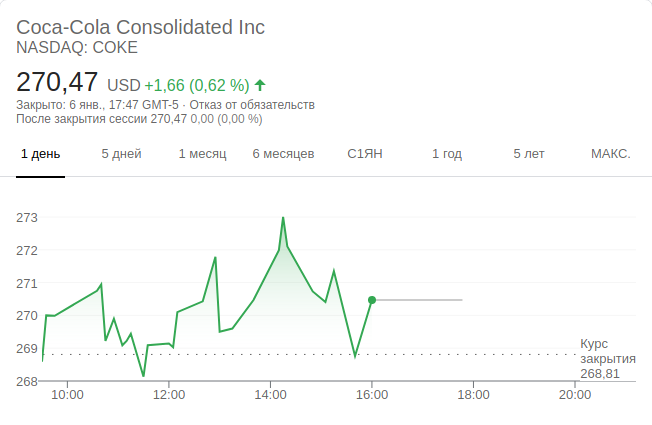 Coca-Cola Consolidated Inc
NASDAQ: COKE
270,47 USD +1,66 (0,62 %)
Закрыто: 6 янв., 17:47 GMT-5 · Отказ от обязательств
После закрытия сессии 270,47 0,00 (0,00 %)
1 день 5 дней 1 месяц 6 месяцев С1ЯН 1 год 5 лет МАКС.
273
272
271
270
269
268
Курс
закрытия
268,81
10:00 12:00 14:00 16:00 18:00 20:00